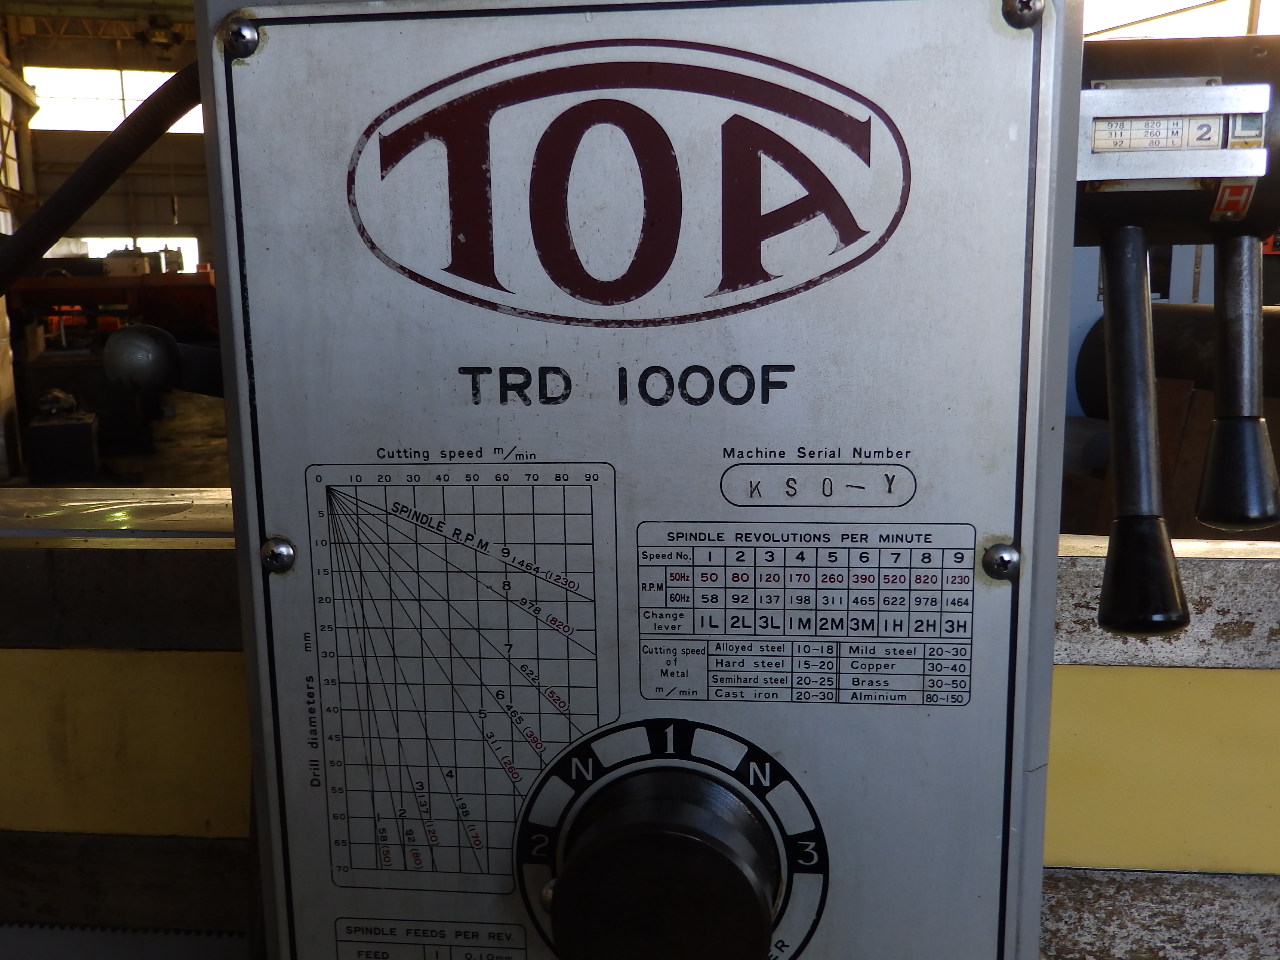 TOA
TRD 1000F
978 820 H
311 260 M
92 80 L
2
H
Cutting speed m/min
0 10 20 30 40 50 60 70 80 90
SPINDLE R.P.M.
9 1464 (1230)
8 978 (820)
7 622 (520)
6 465 (390)
5 311 (260)
4 198 (170)
3 137 (120)
2 92 (80)
1 58 (50)
Drill diameters mm
5
10
15
20
25
30
35
40
45
50
55
60
65
70
Machine Serial Number
KS0-Y
SPINDLE REVOLUTIONS PER MINUTE
Speed No. 1 2 3 4 5 6 7 8 9
R.P.M 50Hz 50 80 120 170 260 390 520 820 1230
60Hz 58 92 137 198 311 465 622 978 1464
Change lever 1L 2L 3L 1M 2M 3M 1H 2H 3H
Cutting speed of Metal m/min
Alloyed steel 10-18 Mild steel 20~30
Hard steel 15-20 Copper 30-40
Semihard steel 20-25 Brass 30-50
Cast iron 20-30 Alminium 80~150
2 N 1 N 3
SPINDLE FEEDS PER REV.
FEED 1 0.10mm